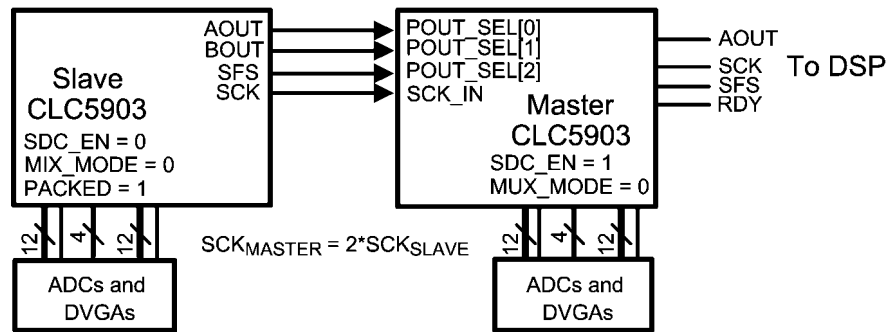 AOUT
BOUT
SFS
SCK
Slave
CLC5903
SDC_EN = 0
MIX_MODE = 0
PACKED = 1
POUT_SEL[0]
POUT_SEL[1]
POUT_SEL[2]
SCK_IN
Master
CLC5903
SDC_EN = 1
MUX_MODE = 0
AOUT
SCK
SFS
RDY
To DSP
12
4
12
SCKMASTER = 2*SCKSLAVE
12
4
12
ADCs and
DVGAs
ADCs and
DVGAs